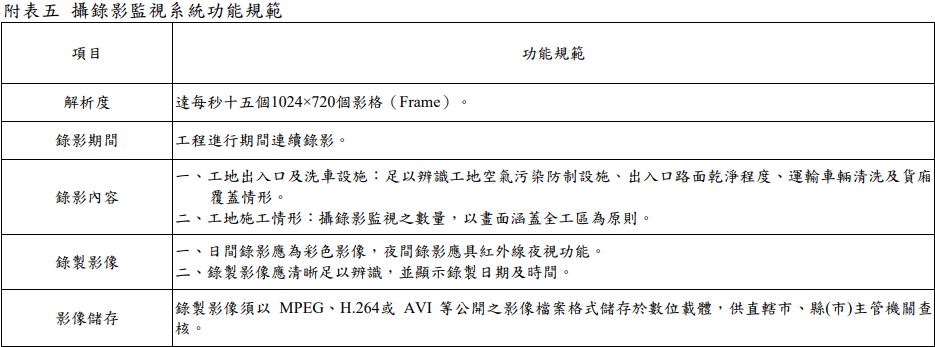 附表五 攝錄影監視系統功能規範
項目
功能規範
解析度
達每秒十五個1024×720個影格（Frame）。
錄影期間
工程進行期間連續錄影。
錄影內容
一、工地出入口及洗車設施：足以辨識工地空氣污染防制設施、出入口路面乾淨程度、運輸車輛清洗及貨廂
覆蓋情形。
二、工地施工情形：攝錄影監視之數量，以畫面涵蓋全工區為原則。
錄製影像
一、日間錄影應為彩色影像，夜間錄影應具紅外線夜視功能。
二、錄製影像應清晰足以辨識，並顯示錄製日期及時間。
影像儲存
錄製影像須以 MPEG、H.264或 AVI 等公開之影像檔案格式儲存於數位載體，供直轄市、縣(市)主管機關查
核。